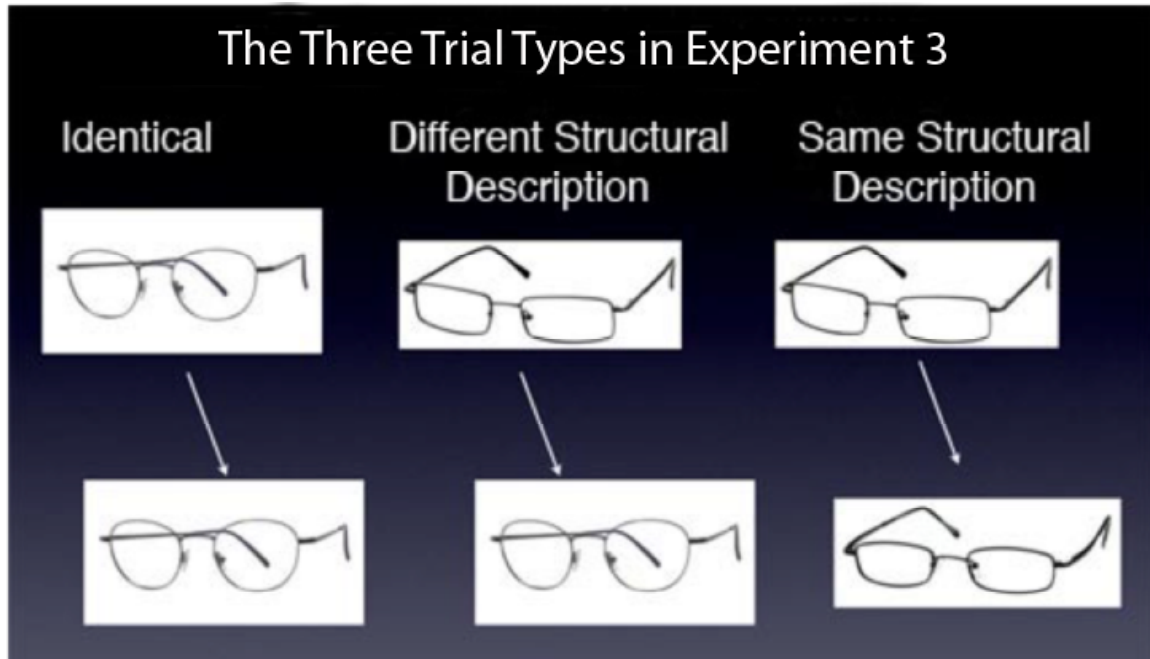 The Three Trial Types in Experiment 3
Identical
Different Structural
Description
Same Structural
Description